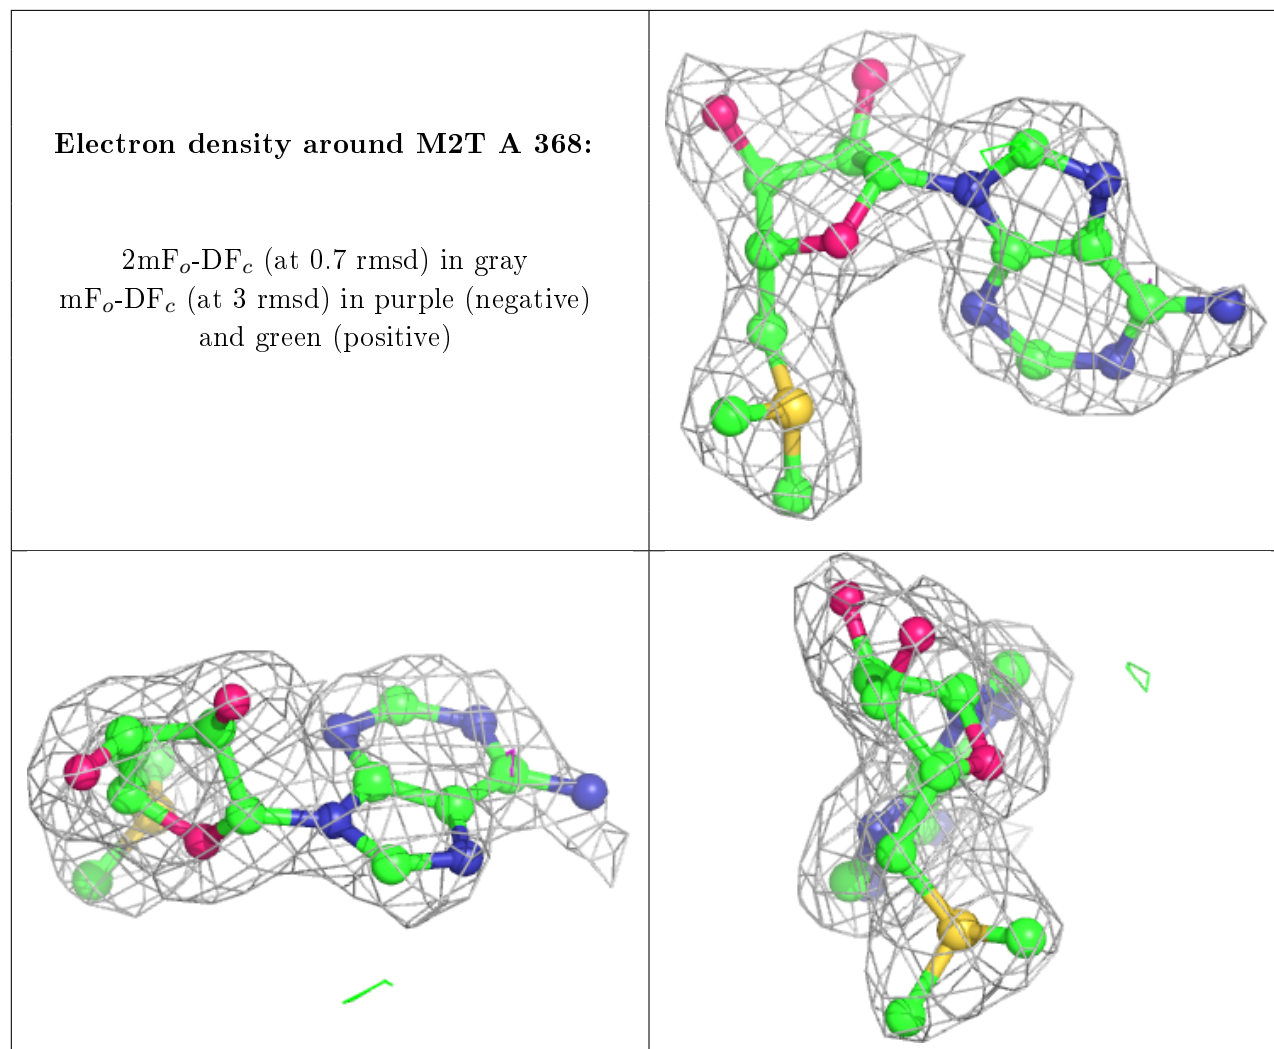 Electron density around M2T A 368:
2mFo-DFc (at 0.7 rmsd) in gray
mFo-DFc (at 3 rmsd) in purple (negative)
and green (positive)